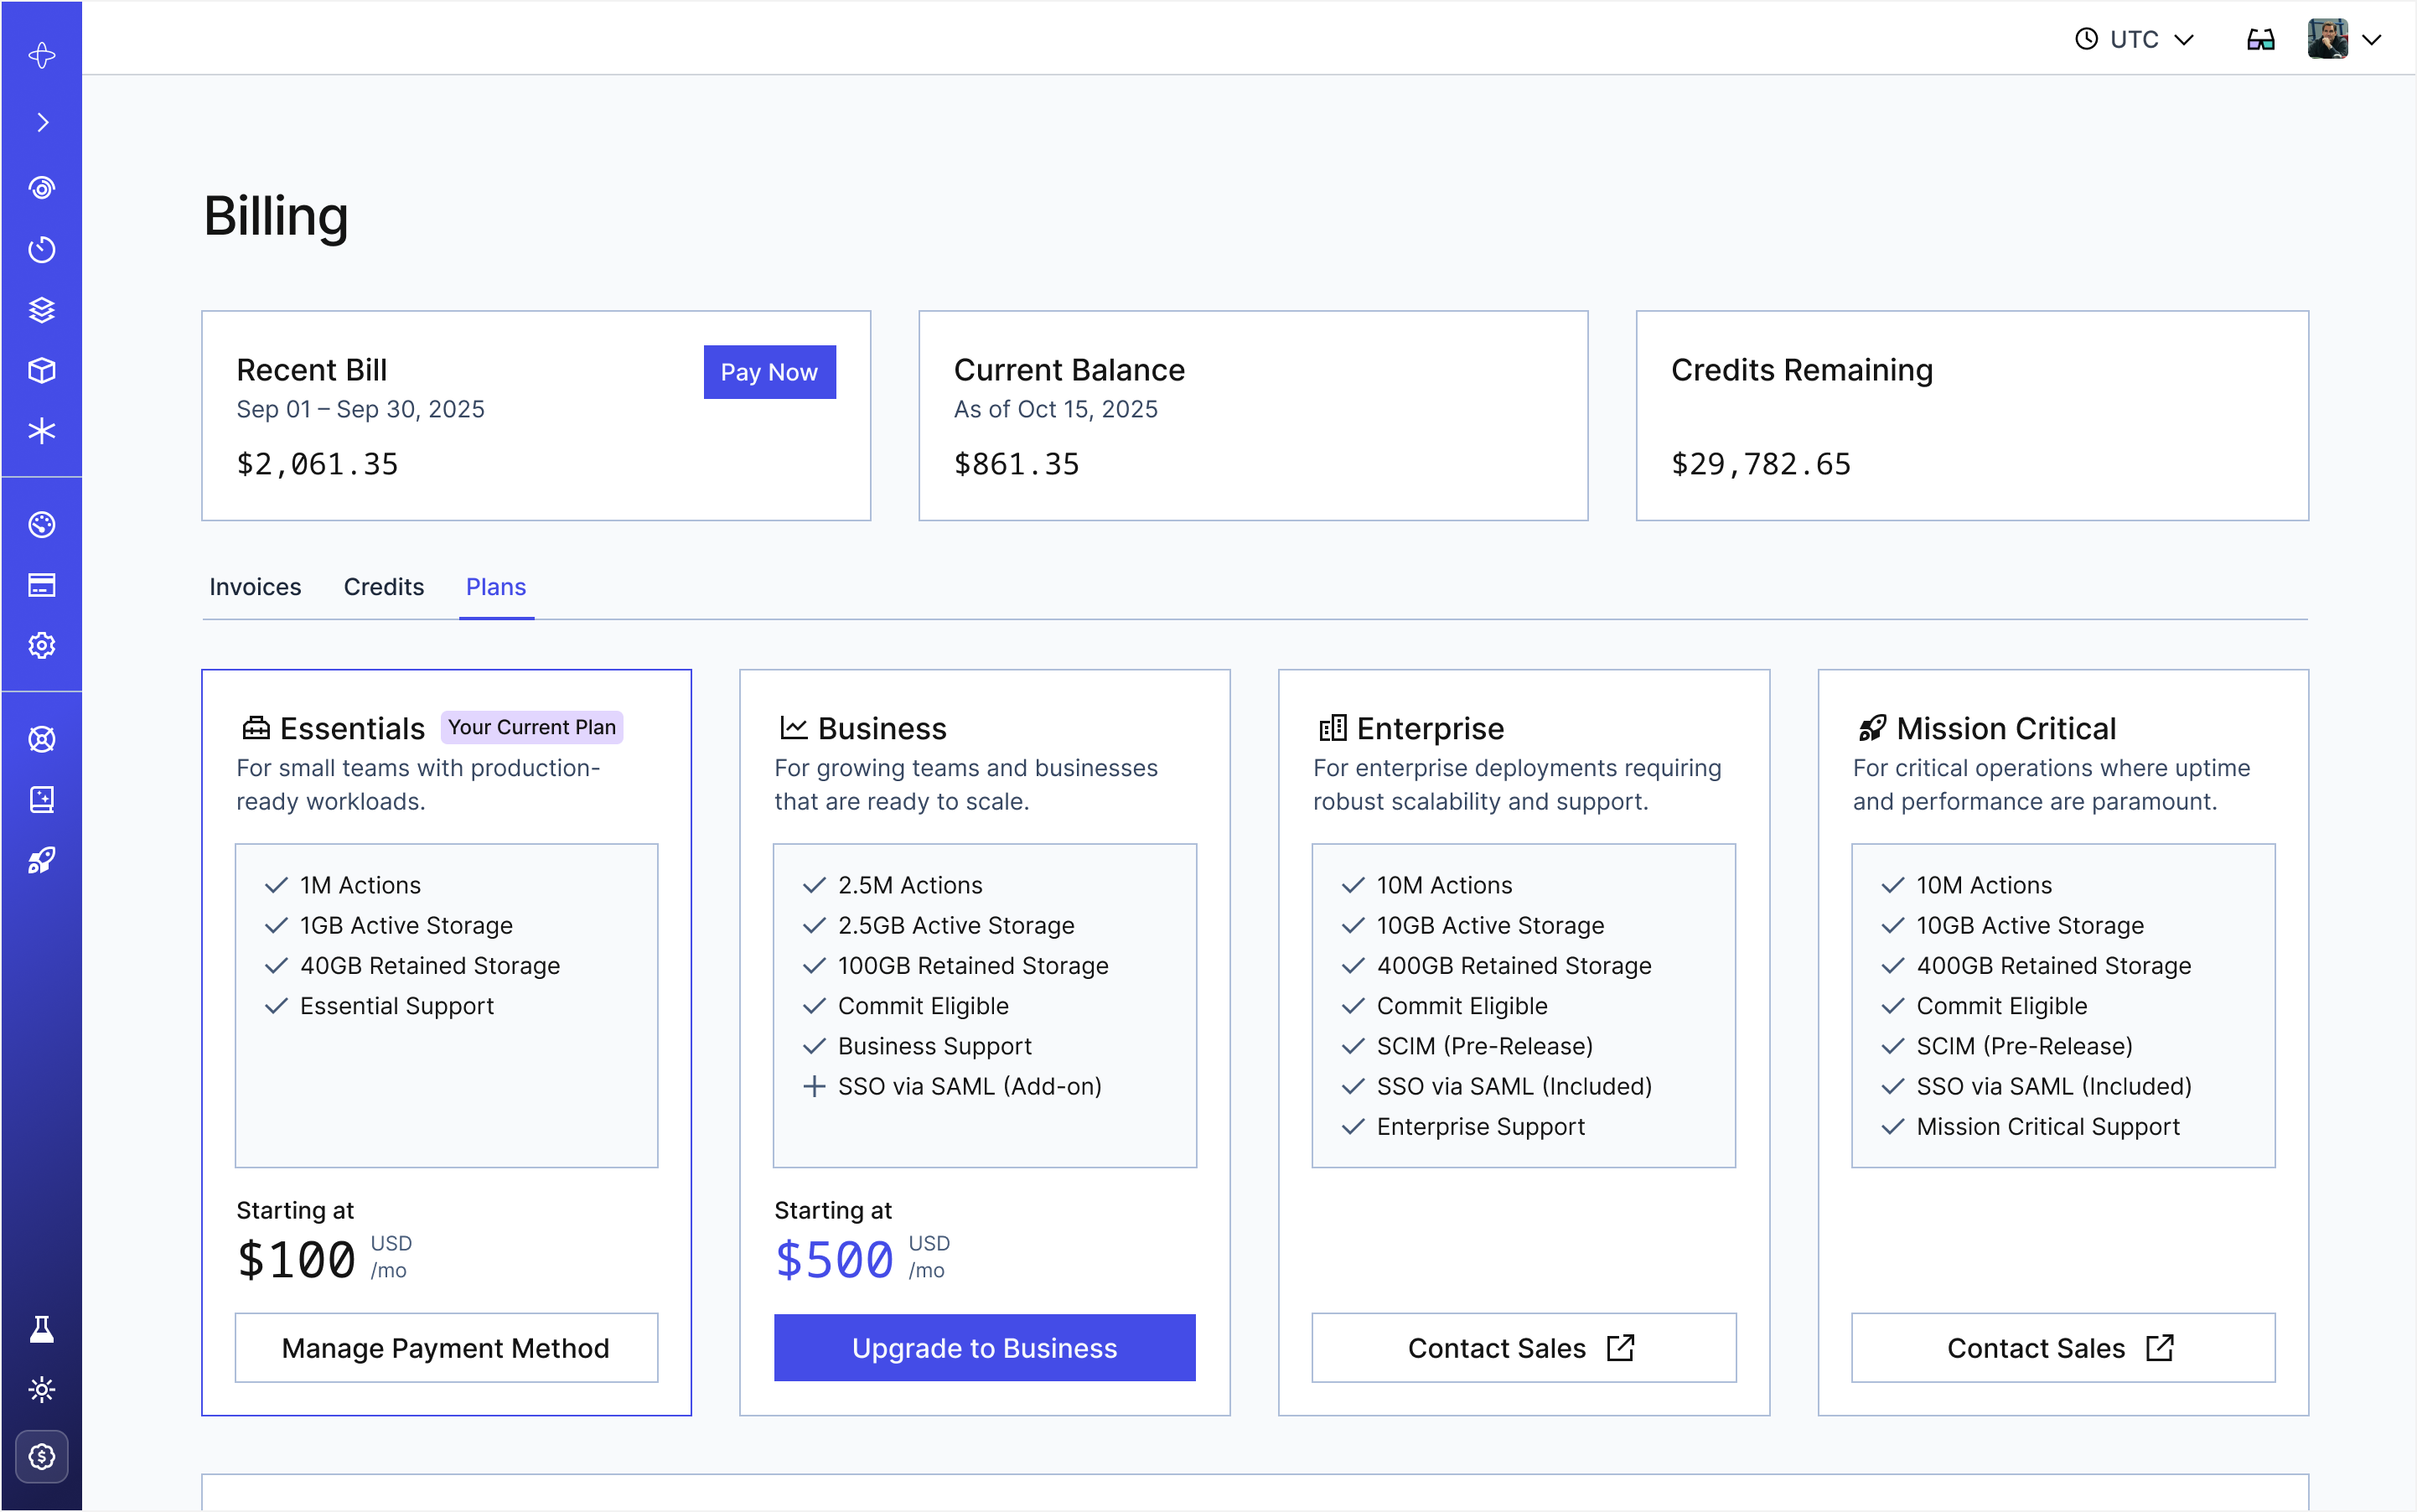 UTC
Billing
Recent Bill
Pay Now
Sep 01 – Sep 30, 2025
$2,061.35
Current Balance
As of Oct 15, 2025
$861.35
Credits Remaining
$29,782.65
Invoices
Credits
Plans
Essentials
Your Current Plan
For small teams with production-
ready workloads.
1M Actions
1GB Active Storage
40GB Retained Storage
Essential Support
Starting at
$100 USD
/mo
Manage Payment Method
Business
For growing teams and businesses
that are ready to scale.
2.5M Actions
2.5GB Active Storage
100GB Retained Storage
Commit Eligible
Business Support
SSO via SAML (Add-on)
Starting at
$500 USD
/mo
Upgrade to Business
Enterprise
For enterprise deployments requiring
robust scalability and support.
10M Actions
10GB Active Storage
400GB Retained Storage
Commit Eligible
SCIM (Pre-Release)
SSO via SAML (Included)
Enterprise Support
Contact Sales
Mission Critical
For critical operations where uptime
and performance are paramount.
10M Actions
10GB Active Storage
400GB Retained Storage
Commit Eligible
SCIM (Pre-Release)
SSO via SAML (Included)
Mission Critical Support
Contact Sales